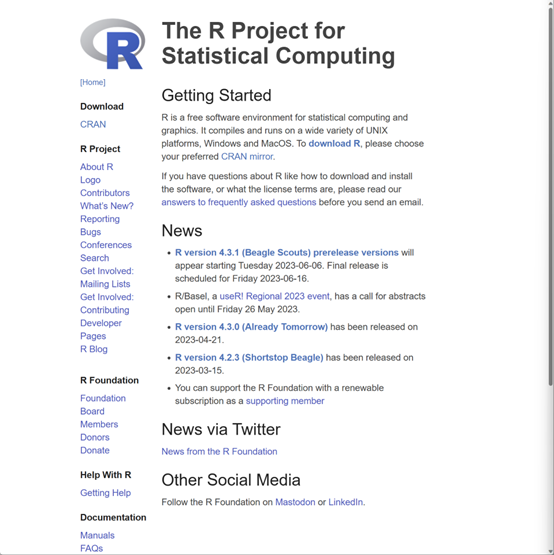 R
[Home]
Download
CRAN
R Project
About R
Logo
Contributors
What's New?
Reporting
Bugs
Conferences
Search
Get Involved:
Mailing Lists
Get Involved:
Contributing
Developer
Pages
R Blog
R Foundation
Foundation
Board
Members
Donors
Donate
Help With R
Getting Help
Documentation
Manuals
FAQs
The R Project for
Statistical Computing
Getting Started
R is a free software environment for statistical computing and
graphics. It compiles and runs on a wide variety of UNIX
platforms, Windows and MacOS. To download R, please choose
your preferred CRAN mirror.
If you have questions about R like how to download and install
the software, or what the license terms are, please read our
answers to frequently asked questions before you send an email.
News
• R version 4.3.1 (Beagle Scouts) prerelease versions will
appear starting Tuesday 2023-06-06. Final release is
scheduled for Friday 2023-06-16.
• R/Basel, a useR! Regional 2023 event, has a call for abstracts
open until Friday 26 May 2023.
• R version 4.3.0 (Already Tomorrow) has been released on
2023-04-21.
• R version 4.2.3 (Shortstop Beagle) has been released on
2023-03-15.
• You can support the R Foundation with a renewable
subscription as a supporting member
News via Twitter
News from the R Foundation
Other Social Media
Follow the R Foundation on Mastodon or LinkedIn.